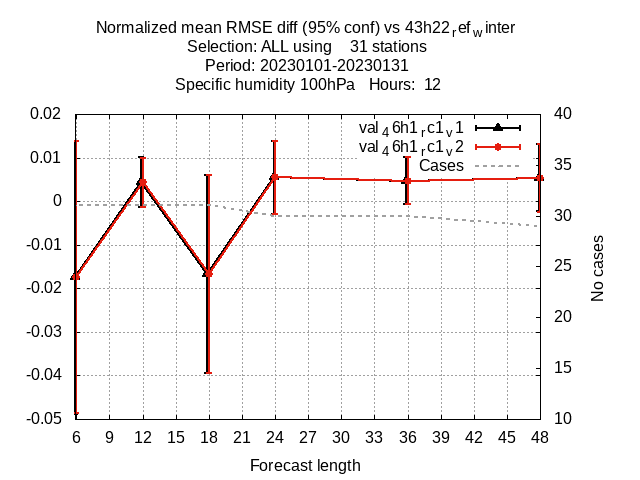 Normalized mean RMSE diff (95% conf) vs 43h22refwinter
Selection: ALL using 31 stations
Period: 20230101-20230131
Specific humidity 100hPa Hours: 12
0.02
0.01
0
-0.01
-0.02
-0.03
-0.04
-0.05
val46h1rc1v1
val46h1rc1v2
Cases
40
35
30
25
20
15
10
No cases
6 9 12 15 18 21 24 27 30 33 36 39 42 45 48
Forecast length